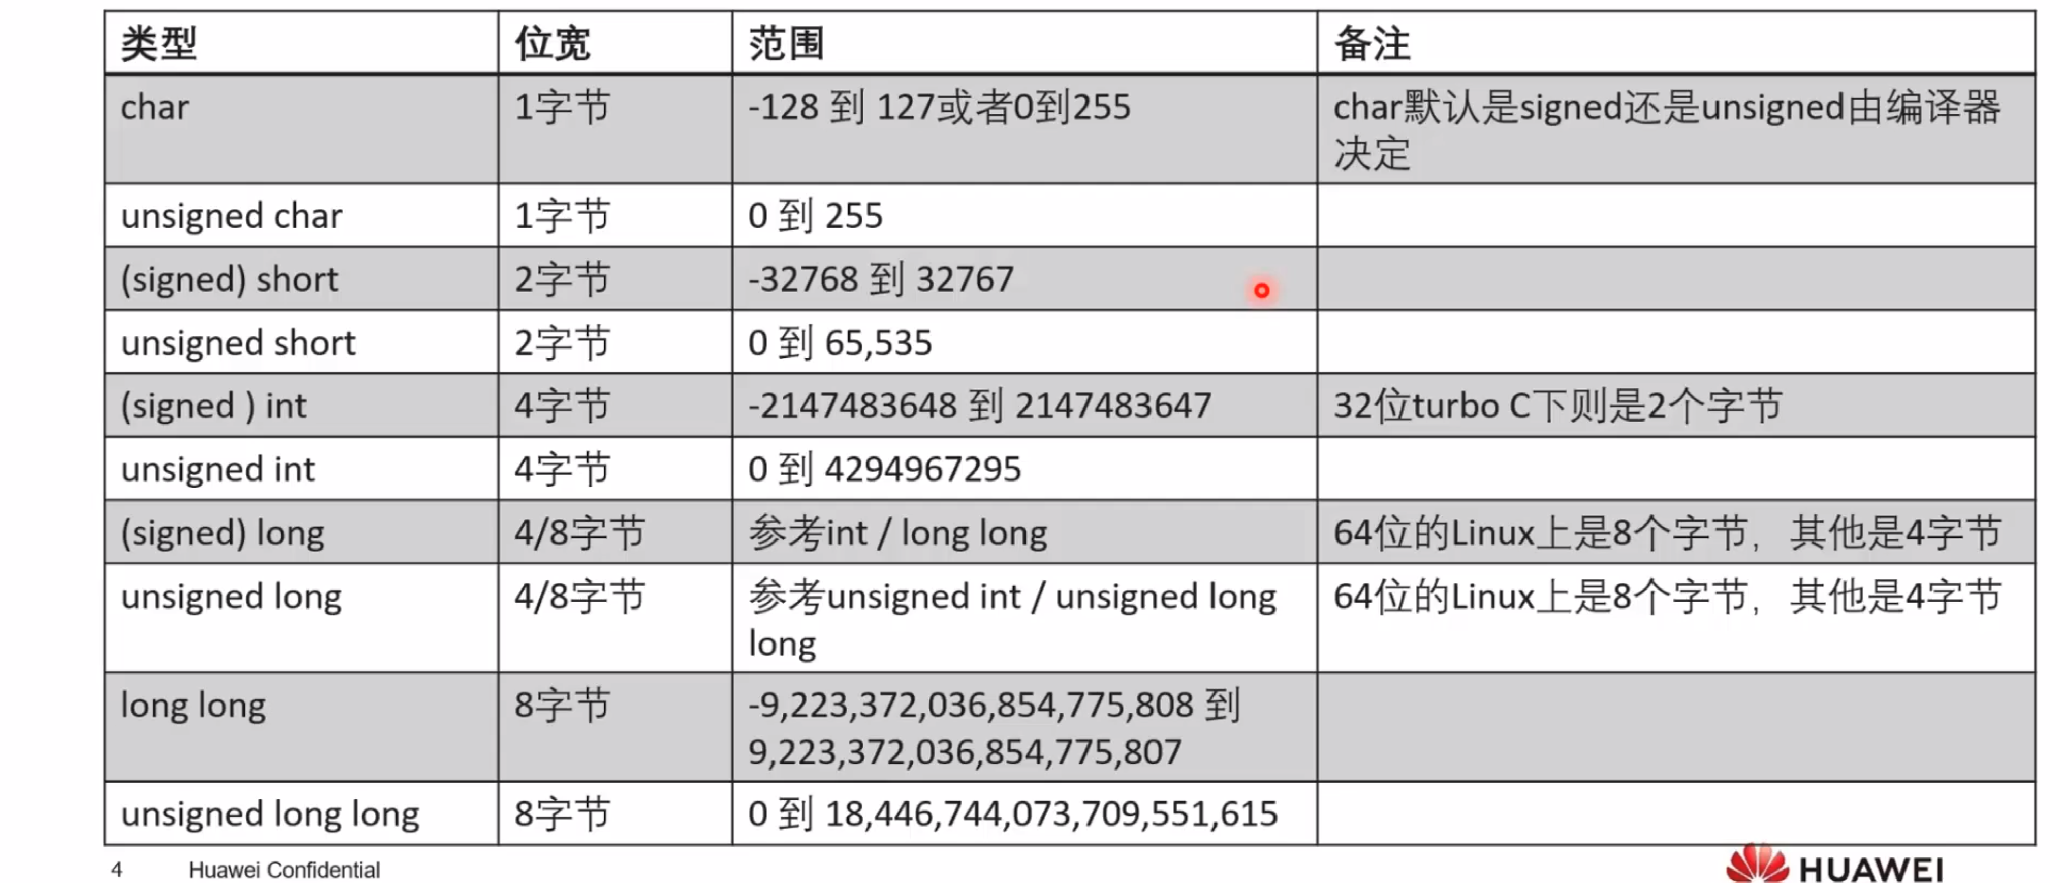 类型 位宽 范围 备注
char 1字节 -128 到 127或者0到255 char默认是signed还是unsigned由编译器
决定
unsigned char 1字节 0 到 255
(signed) short 2字节 -32768 到 32767
unsigned short 2字节 0 到 65,535
(signed ) int 4字节 -2147483648 到 2147483647 32位turbo C下则是2个字节
unsigned int 4字节 0 到 4294967295
(signed) long 4/8字节 参考int / long long 64位的Linux上是8个字节，其他是4字节
unsigned long 4/8字节 参考unsigned int / unsigned long 64位的Linux上是8个字节，其他是4字节
long
long long 8字节 -9,223,372,036,854,775,808 到
9,223,372,036,854,775,807
unsigned long long 8字节 0 到 18,446,744,073,709,551,615
4 Huawei Confidential HUAWEI